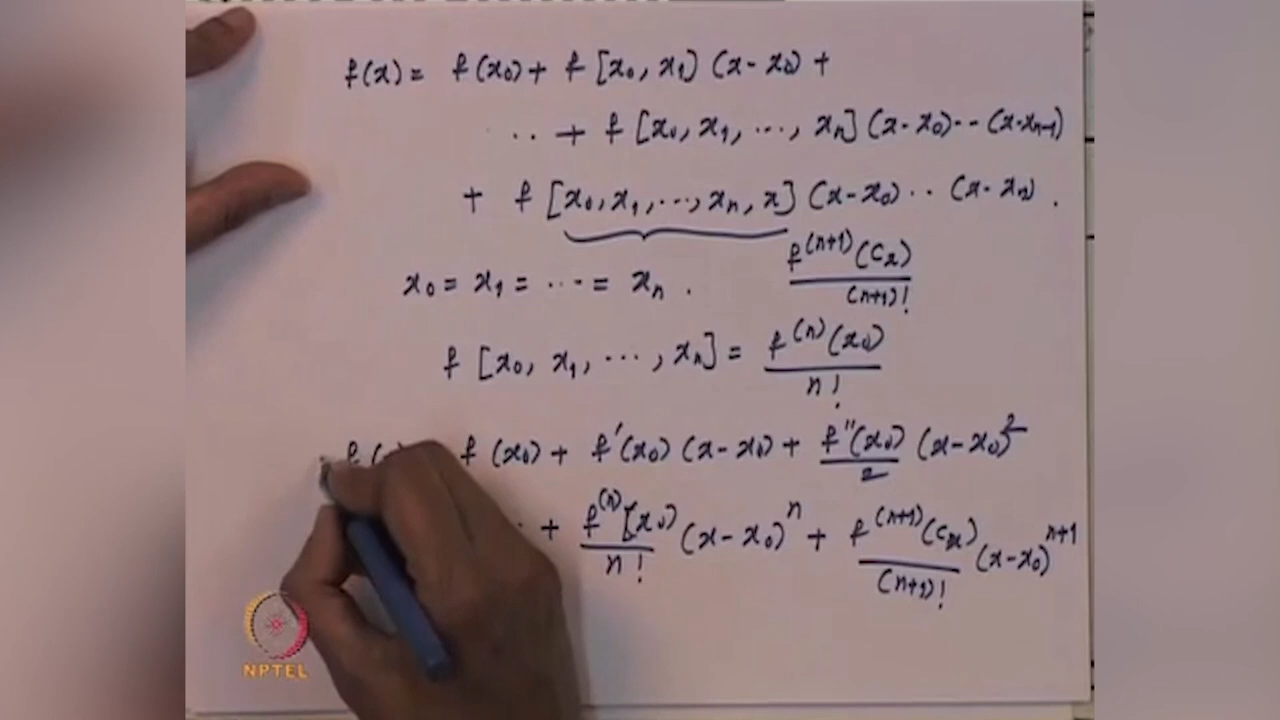 f(x) = f(x₀) + f[x₀, x₁] (x - x₀) +
·· + f[x₀, x₁, ..., xₙ] (x - x₀) ·· (x - xₙ₋₁)
+ f[x₀, x₁, ..., xₙ, x] (x - x₀) ·· (x - xₙ) .
f⁽ⁿ⁺¹⁾(cₓ) / (n+1)!
x₀ = x₁ = ··· = xₙ .
f[x₀, x₁, ..., xₙ] = f⁽ⁿ⁾(x₀) / n!
f( f(x₀) + f'(x₀) (x - x₀) + f''(x₀) / 2 (x - x₀)²
· + f⁽ⁿ⁾[x₀) / n! (x - x₀)ⁿ + f⁽ⁿ⁺¹⁾(cₓ) / (n+1)! (x - x₀)ⁿ⁺¹
NPTEL